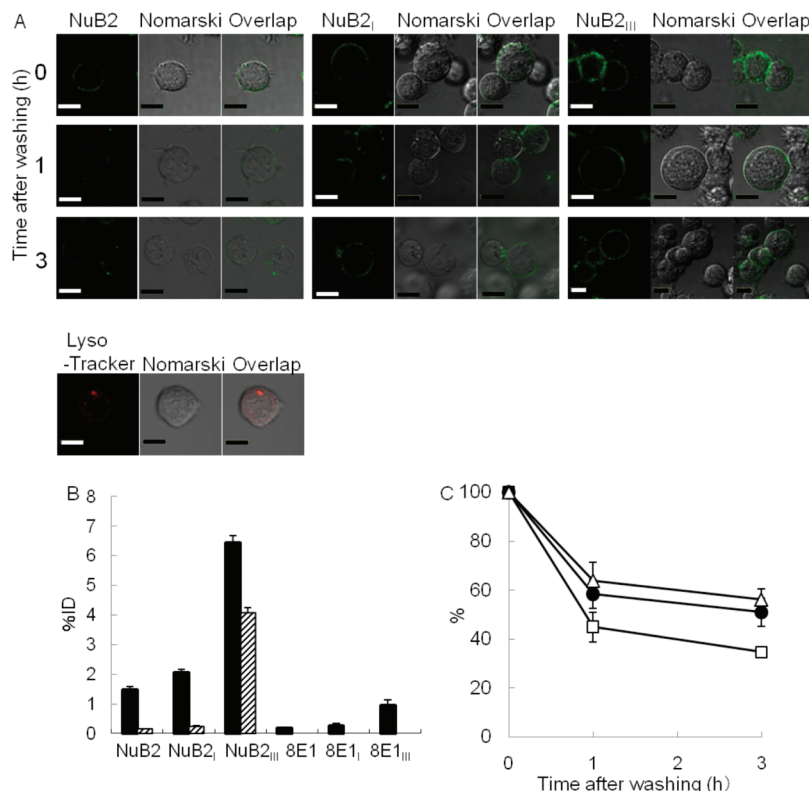 A NuB2 Nomarski Overlap NuB2I Nomarski Overlap NuB2III Nomarski Overlap
Time after washing (h)
0
1
3
Lyso
-Tracker Nomarski Overlap
B
8
7
6
5
4
3
2
1
0
%ID
NuB2 NuB2I NuB2III 8E1 8E1I 8E1III
C
100
80
60
40
20
0
%
0 1 2 3
Time after washing (h)